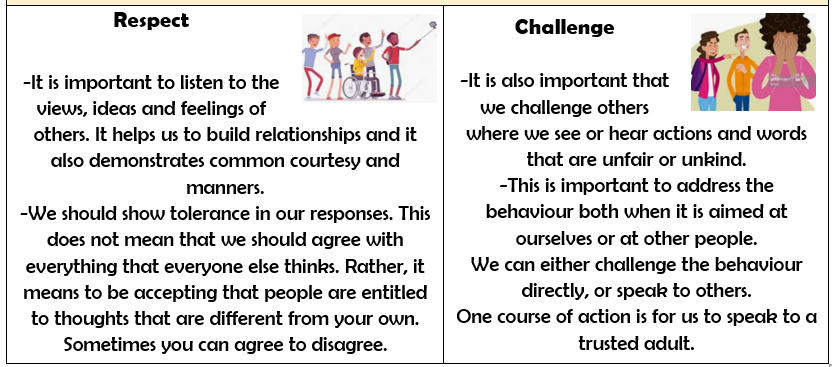 Respect
-It is important to listen to the
views, ideas and feelings of
others. It helps us to build relationships and it
also demonstrates common courtesy and
manners.
-We should show tolerance in our responses. This
does not mean that we should agree with
everything that everyone else thinks. Rather, it
means to be accepting that people are entitled
to thoughts that are different from your own.
Sometimes you can agree to disagree.
Challenge
-It is also important that
we challenge others
where we see or hear actions and words
that are unfair or unkind.
-This is important to address the
behaviour both when it is aimed at
ourselves or at other people.
We can either challenge the behaviour
directly, or speak to others.
One course of action is for us to speak to a
trusted adult.